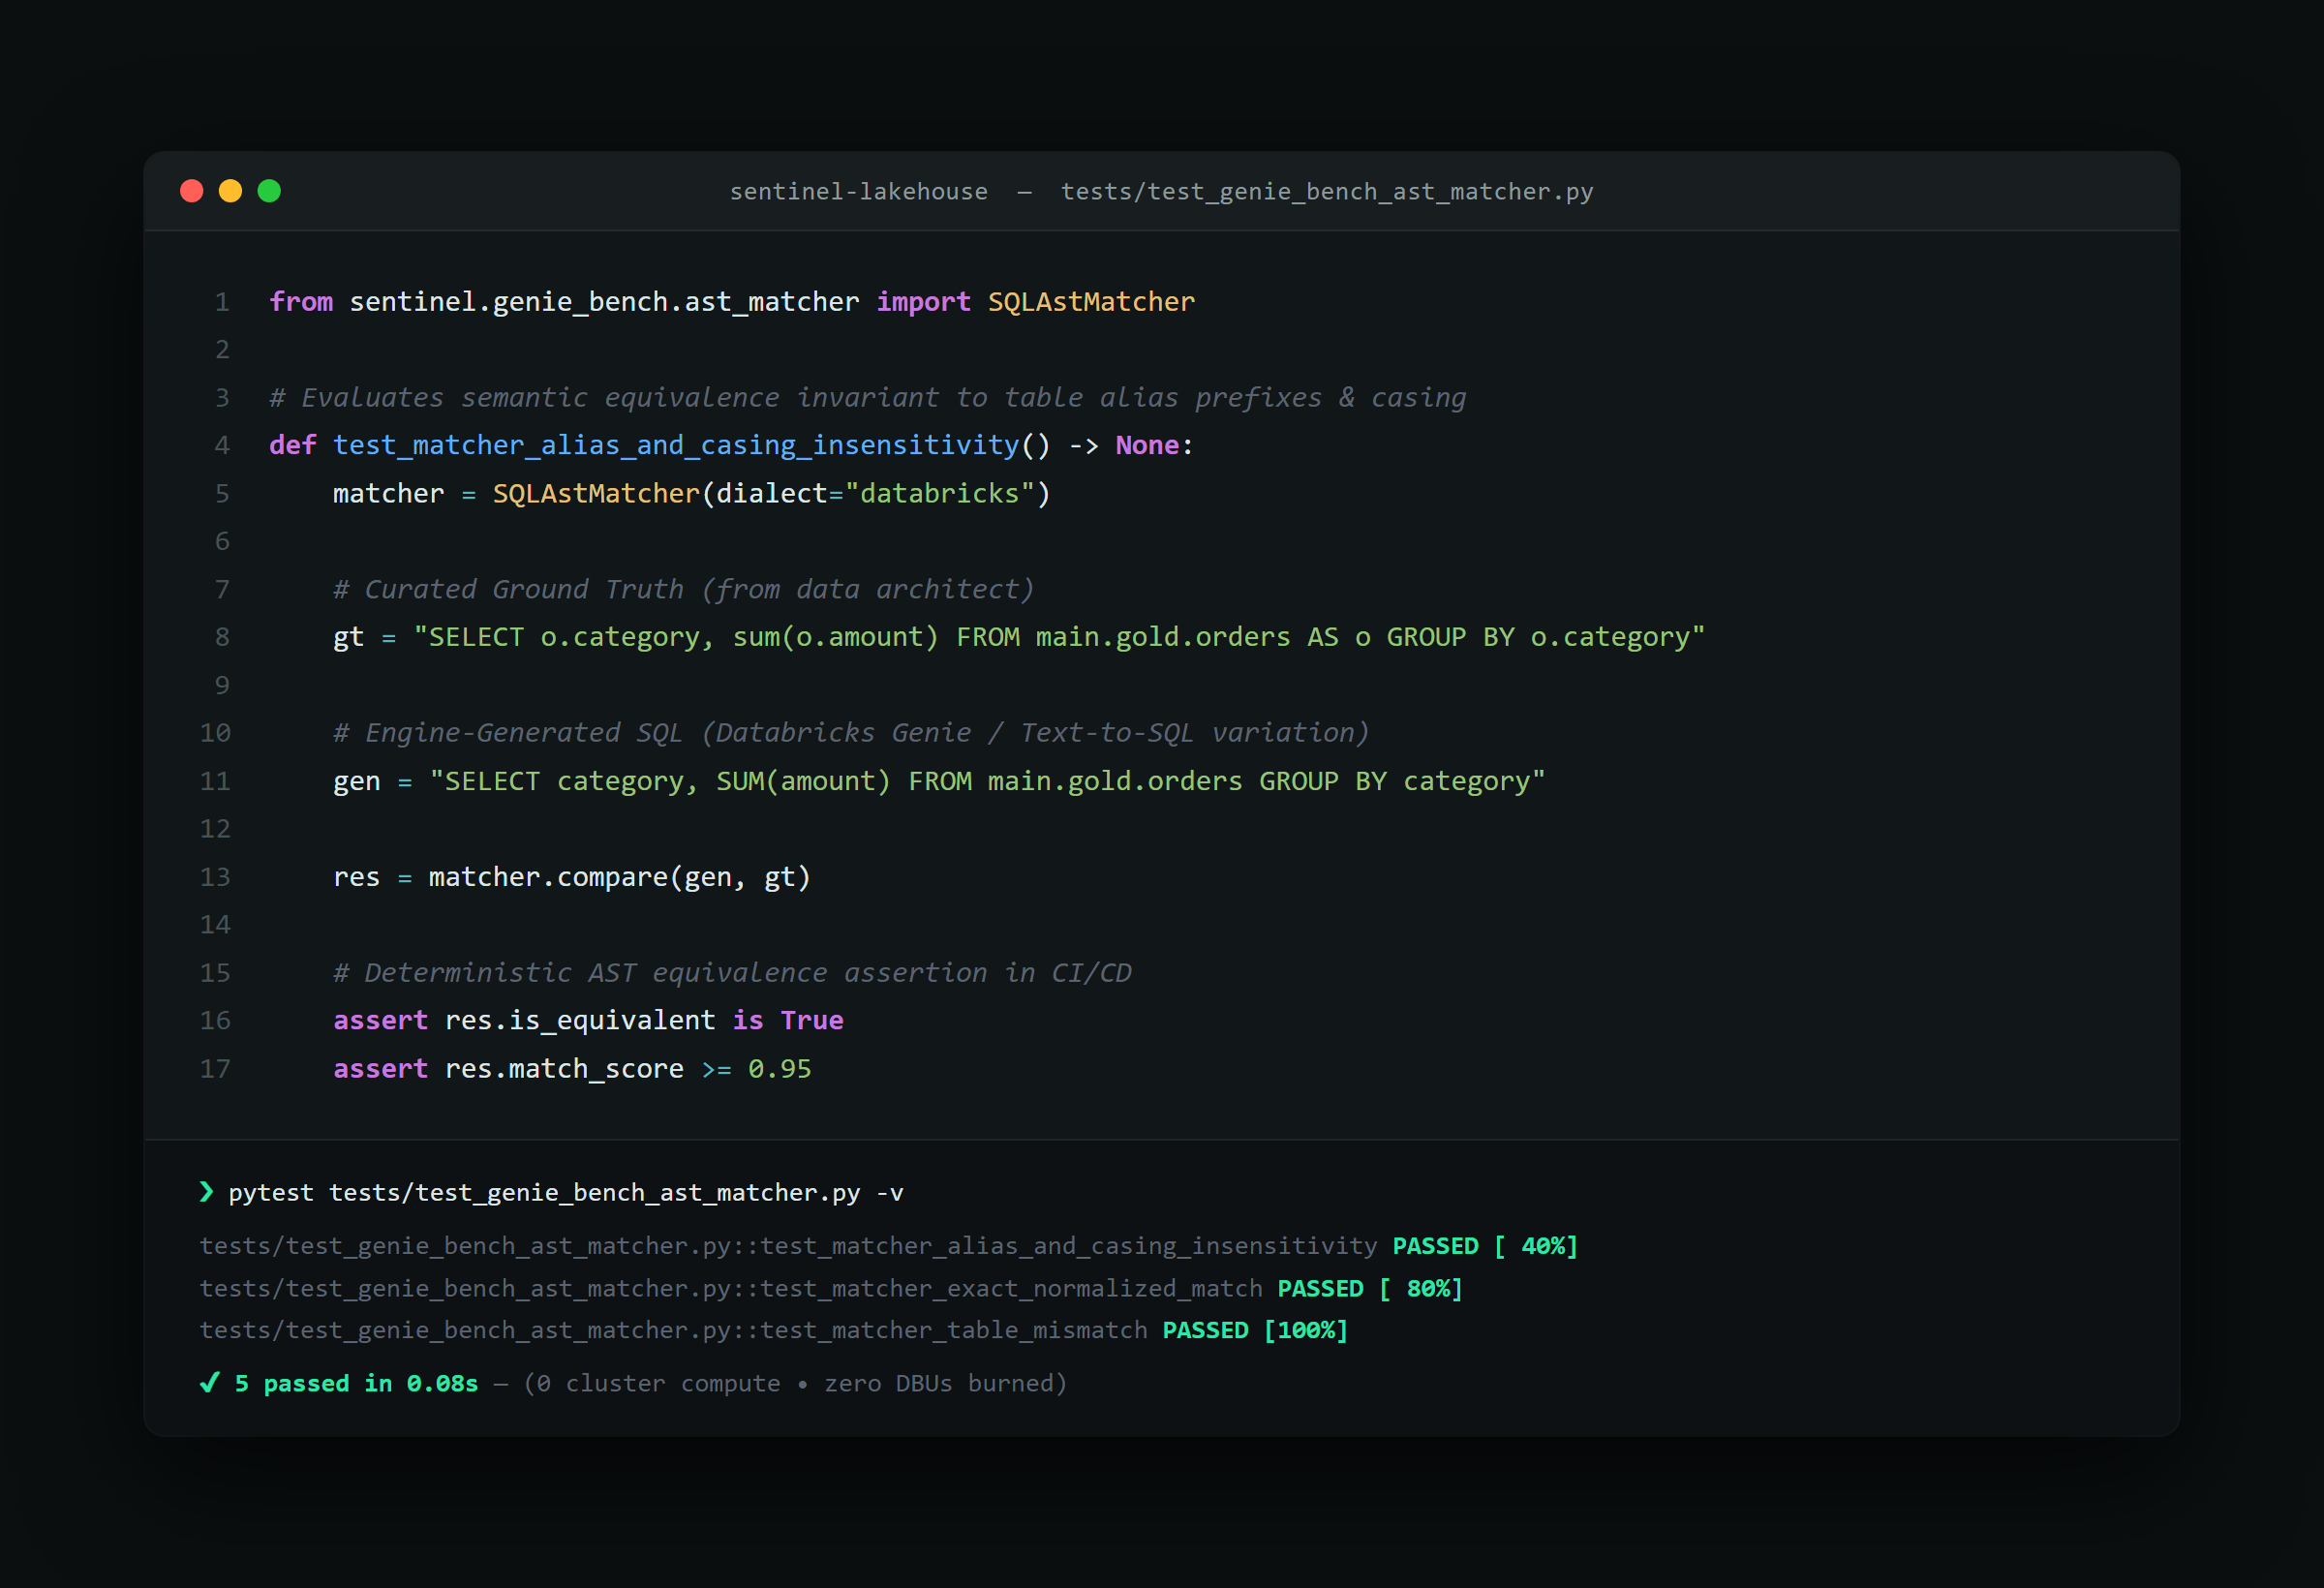 sentinel-lakehouse — tests/test_genie_bench_ast_matcher.py
1 from sentinel.genie_bench.ast_matcher import SQLAstMatcher
2
3 # Evaluates semantic equivalence invariant to table alias prefixes & casing
4 def test_matcher_alias_and_casing_insensitivity() -> None:
5     matcher = SQLAstMatcher(dialect="databricks")
6
7     # Curated Ground Truth (from data architect)
8     gt = "SELECT o.category, sum(o.amount) FROM main.gold.orders AS o GROUP BY o.category"
9
10     # Engine-Generated SQL (Databricks Genie / Text-to-SQL variation)
11     gen = "SELECT category, SUM(amount) FROM main.gold.orders GROUP BY category"
12
13     res = matcher.compare(gen, gt)
14
15     # Deterministic AST equivalence assertion in CI/CD
16     assert res.is_equivalent is True
17     assert res.match_score >= 0.95
❯ pytest tests/test_genie_bench_ast_matcher.py -v
tests/test_genie_bench_ast_matcher.py::test_matcher_alias_and_casing_insensitivity PASSED [ 40%]
tests/test_genie_bench_ast_matcher.py::test_matcher_exact_normalized_match PASSED [ 80%]
tests/test_genie_bench_ast_matcher.py::test_matcher_table_mismatch PASSED [100%]
✔ 5 passed in 0.08s — (0 cluster compute • zero DBUs burned)